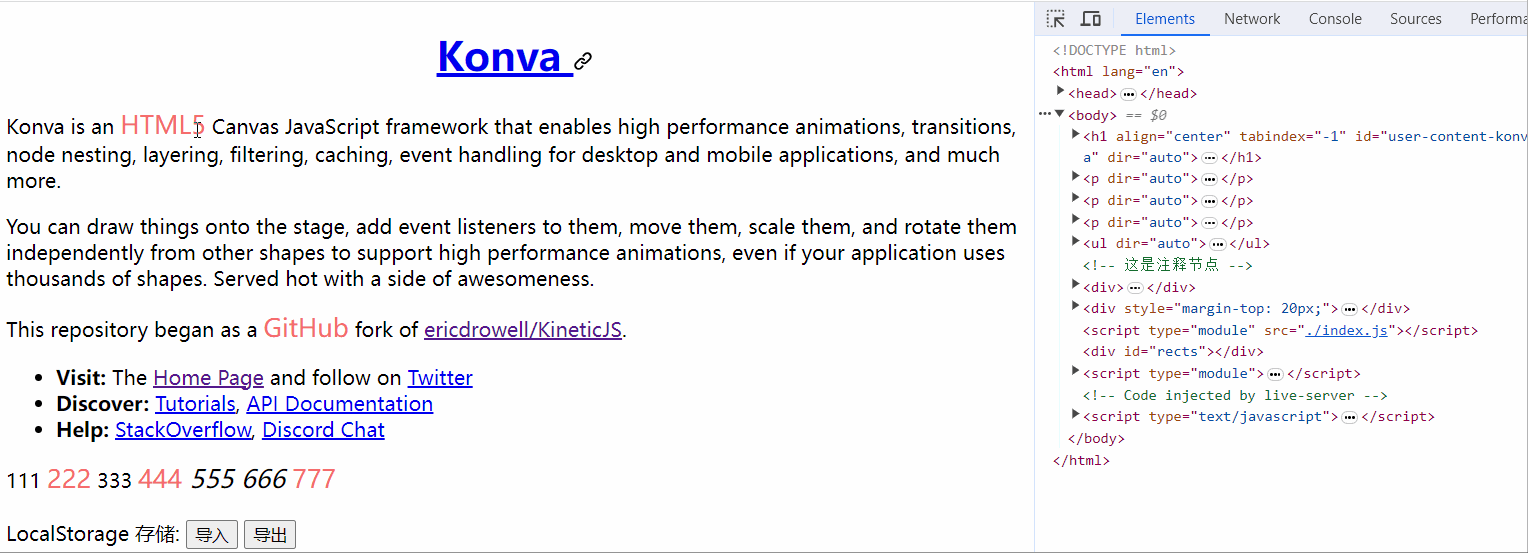 Konva
Konva is an HTML5 Canvas JavaScript framework that enables high performance animations, transitions,
node nesting, layering, filtering, caching, event handling for desktop and mobile applications, and much
more.
You can draw things onto the stage, add event listeners to them, move them, scale them, and rotate them
independently from other shapes to support high performance animations, even if your application uses
thousands of shapes. Served hot with a side of awesomeness.
This repository began as a GitHub fork of ericdrowell/KineticJS.
• Visit: The Home Page and follow on Twitter
• Discover: Tutorials, API Documentation
• Help: StackOverflow, Discord Chat
111 222 333 444 555 666 777
LocalStorage 存储: 导入 导出
Elements Network Console Sources Performa
<!DOCTYPE html>
<html lang="en">
<head> ••• </head>
••• <body> == $0
<h1 align="center" tabindex="-1" id="user-content-konv
a" dir="auto"> ••• </h1>
<p dir="auto"> ••• </p>
<p dir="auto"> ••• </p>
<p dir="auto"> ••• </p>
<ul dir="auto"> ••• </ul>
<!-- 这是注释节点 -->
<div> ••• </div>
<div style="margin-top: 20px;"> ••• </div>
<script type="module" src="./index.js"></script>
<div id="rects"></div>
<script type="module"> ••• </script>
<!-- Code injected by live-server -->
<script type="text/javascript"> ••• </script>
</body>
</html>